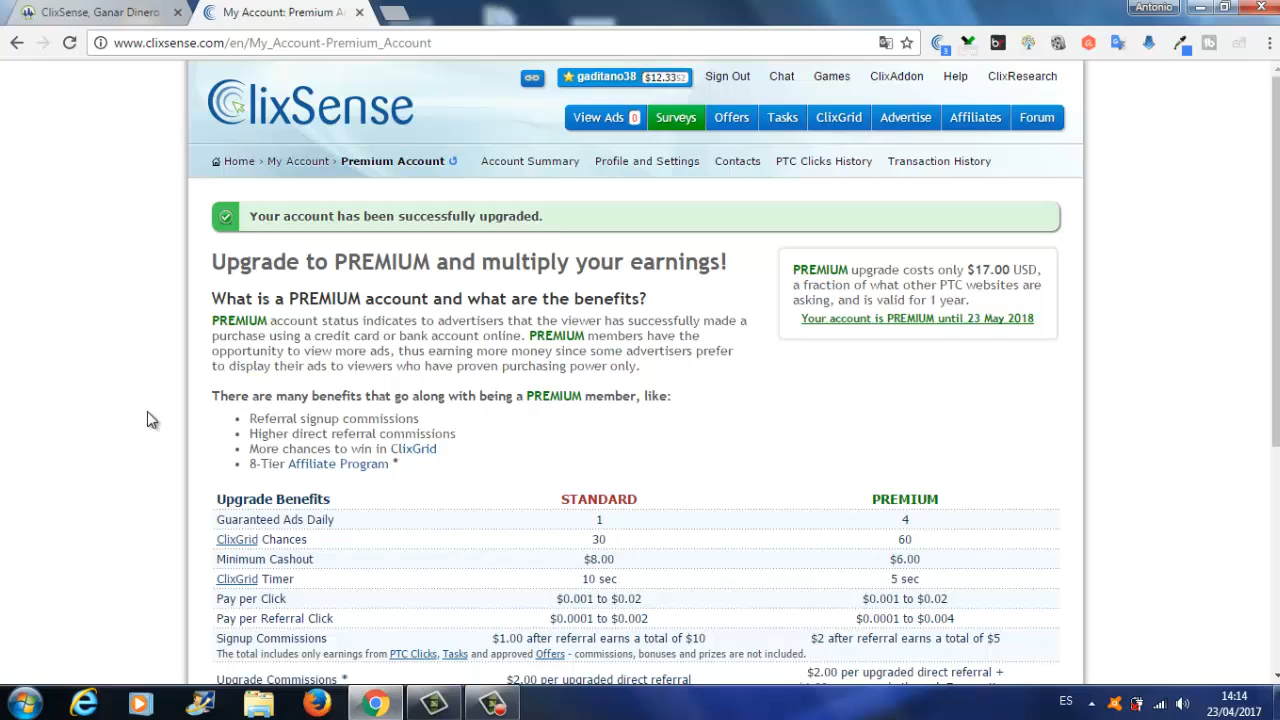 ClixSense, Ganar Dinero
My Account: Premium A
Antonio
www.clixsense.com/en/My_Account-Premium_Account
3
ClixSense
gaditano38 $12.3352 Sign Out Chat Games ClixAddon Help ClixResearch
View Ads 0 Surveys Offers Tasks ClixGrid Advertise Affiliates Forum
Home › My Account › Premium Account Account Summary Profile and Settings Contacts PTC Clicks History Transaction History
Your account has been successfully upgraded.
Upgrade to PREMIUM and multiply your earnings!
What is a PREMIUM account and what are the benefits?
PREMIUM account status indicates to advertisers that the viewer has successfully made a
purchase using a credit card or bank account online. PREMIUM members have the
opportunity to view more ads, thus earning more money since some advertisers prefer
to display their ads to viewers who have proven purchasing power only.
PREMIUM upgrade costs only $17.00 USD,
a fraction of what other PTC websites are
asking, and is valid for 1 year.
Your account is PREMIUM until 23 May 2018
There are many benefits that go along with being a PREMIUM member, like:
• Referral signup commissions
• Higher direct referral commissions
• More chances to win in ClixGrid
• 8-Tier Affiliate Program *
Upgrade Benefits STANDARD PREMIUM
Guaranteed Ads Daily 1 4
ClixGrid Chances 30 60
Minimum Cashout $8.00 $6.00
ClixGrid Timer 10 sec 5 sec
Pay per Click $0.001 to $0.02 $0.001 to $0.02
Pay per Referral Click $0.0001 to $0.002 $0.0001 to $0.004
Signup Commissions $1.00 after referral earns a total of $10 $2 after referral earns a total of $5
The total includes only earnings from PTC Clicks, Tasks and approved Offers - commissions, bonuses and prizes are not included.
$2.00 per upgraded direct referral +
Upgrade Commissions * $2.00 per upgraded direct referral
ES
14:14
23/04/2017